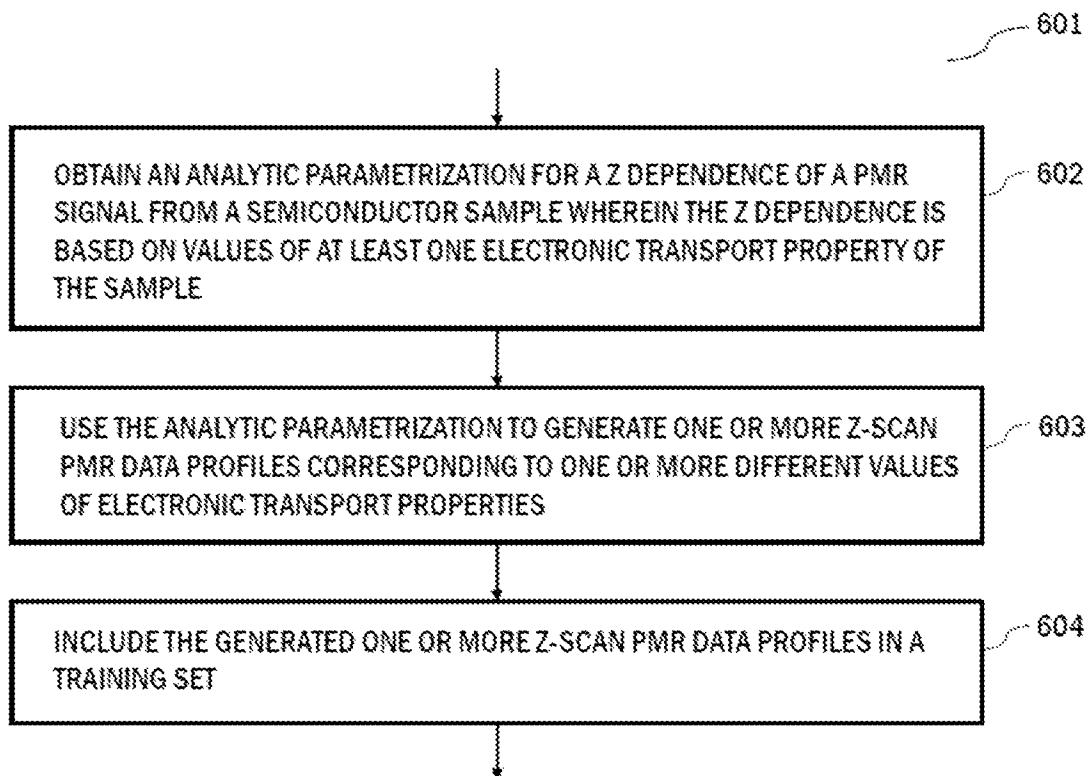 601
OBTAIN AN ANALYTIC PARAMETRIZATION FOR A Z DEPENDENCE OF A PMR
SIGNAL FROM A SEMICONDUCTOR SAMPLE WHEREIN THE Z DEPENDENCE IS
BASED ON VALUES OF AT LEAST ONE ELECTRONIC TRANSPORT PROPERTY OF
THE SAMPLE
602
USE THE ANALYTIC PARAMETRIZATION TO GENERATE ONE OR MORE Z-SCAN
PMR DATA PROFILES CORRESPONDING TO ONE OR MORE DIFFERENT VALUES
OF ELECTRONIC TRANSPORT PROPERTIES
603
INCLUDE THE GENERATED ONE OR MORE Z-SCAN PMR DATA PROFILES IN A
TRAINING SET
604